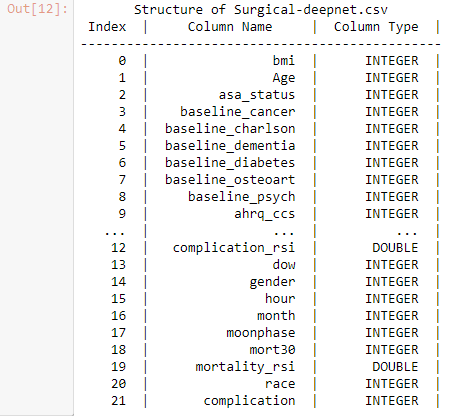 Out[12]: Structure of Surgical-deepnet.csv
Index | Column Name | Column Type |
--------------------------------------------------
0 | bmi | INTEGER |
1 | Age | INTEGER |
2 | asa_status | INTEGER |
3 | baseline_cancer | INTEGER |
4 | baseline_charlson | INTEGER |
5 | baseline_dementia | INTEGER |
6 | baseline_diabetes | INTEGER |
7 | baseline_osteoart | INTEGER |
8 | baseline_psych | INTEGER |
9 | ahrq_ccs | INTEGER |
... | ... | ... |
12 | complication_rsi | DOUBLE |
13 | dow | INTEGER |
14 | gender | INTEGER |
15 | hour | INTEGER |
16 | month | INTEGER |
17 | moonphase | INTEGER |
18 | mort30 | INTEGER |
19 | mortality_rsi | DOUBLE |
20 | race | INTEGER |
21 | complication | INTEGER |